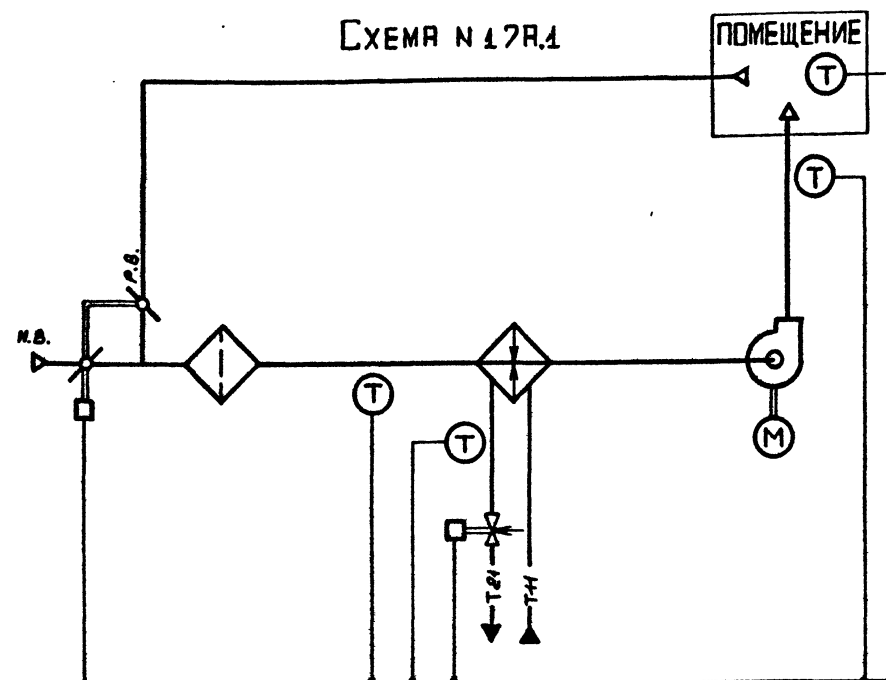 Схема N 17А.1
ПОМЕЩЕНИЕ
Т
Т
Р.В.
Н.В.
Т
Т
М
Т21
Т11